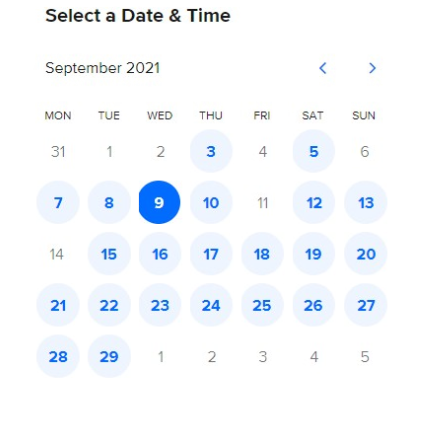 Select a Date & Time
September 2021
MON TUE WED THU FRI SAT SUN
31 1 2 3 4 5 6
7 8 9 10 11 12 13
14 15 16 17 18 19 20
21 22 23 24 25 26 27
28 29 1 2 3 4 5